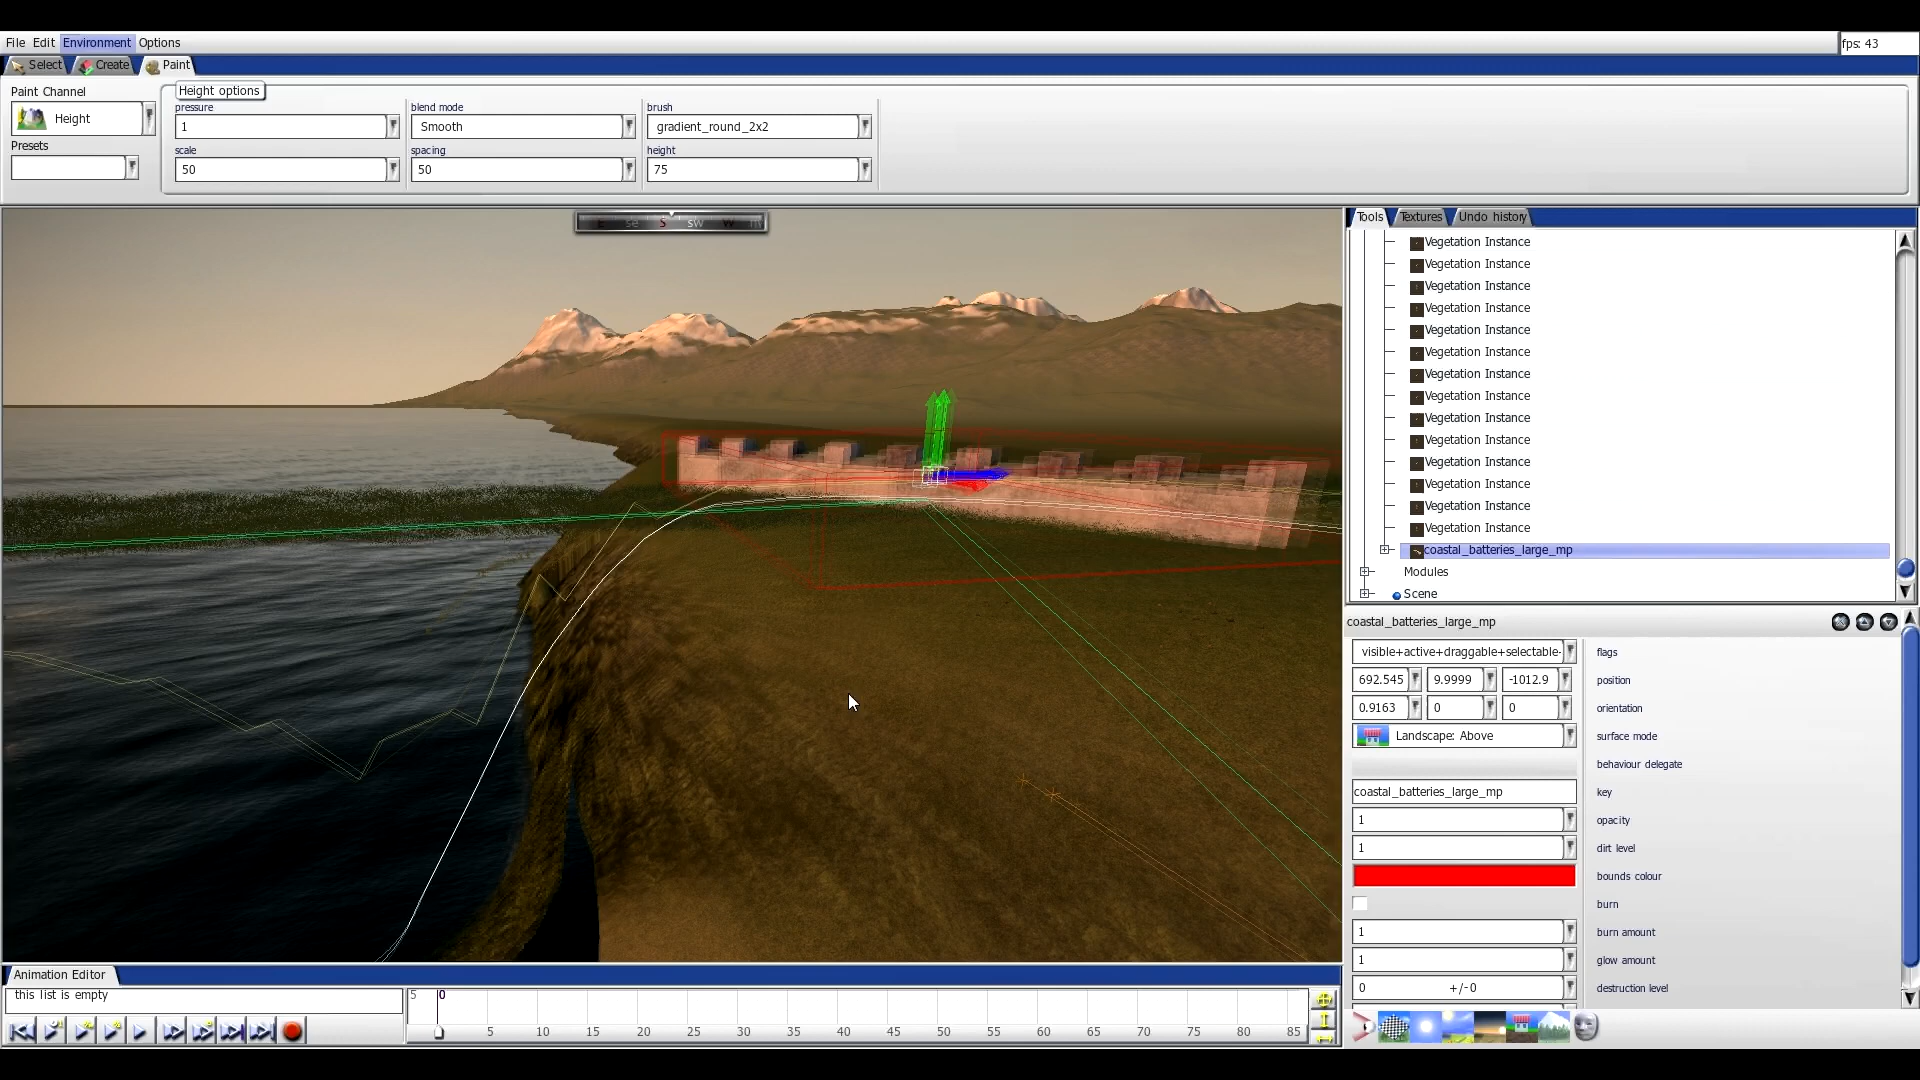 File Edit Environment Options
fps: 43
Select Create Paint
Paint Channel
Height
Presets
Height options
pressure
1
blend mode
Smooth
brush
gradient_round_2x2
scale
50
spacing
50
height
75
E se S sw W
Tools Textures Undo history
Vegetation Instance
Vegetation Instance
Vegetation Instance
Vegetation Instance
Vegetation Instance
Vegetation Instance
Vegetation Instance
Vegetation Instance
Vegetation Instance
Vegetation Instance
Vegetation Instance
Vegetation Instance
Vegetation Instance
Vegetation Instance
coastal_batteries_large_mp
Modules
Scene
coastal_batteries_large_mp
visible+active+draggable+selectable- flags
692.545 9.9999 -1012.9 position
0.9163 0 0 orientation
Landscape: Above surface mode
behaviour delegate
coastal_batteries_large_mp key
1 opacity
1 dirt level
bounds colour
burn
1 burn amount
1 glow amount
0 +/-0 destruction level
Animation Editor
this list is empty
5 0
5 10 15 20 25 30 35 40 45 50 55 60 65 70 75 80 85